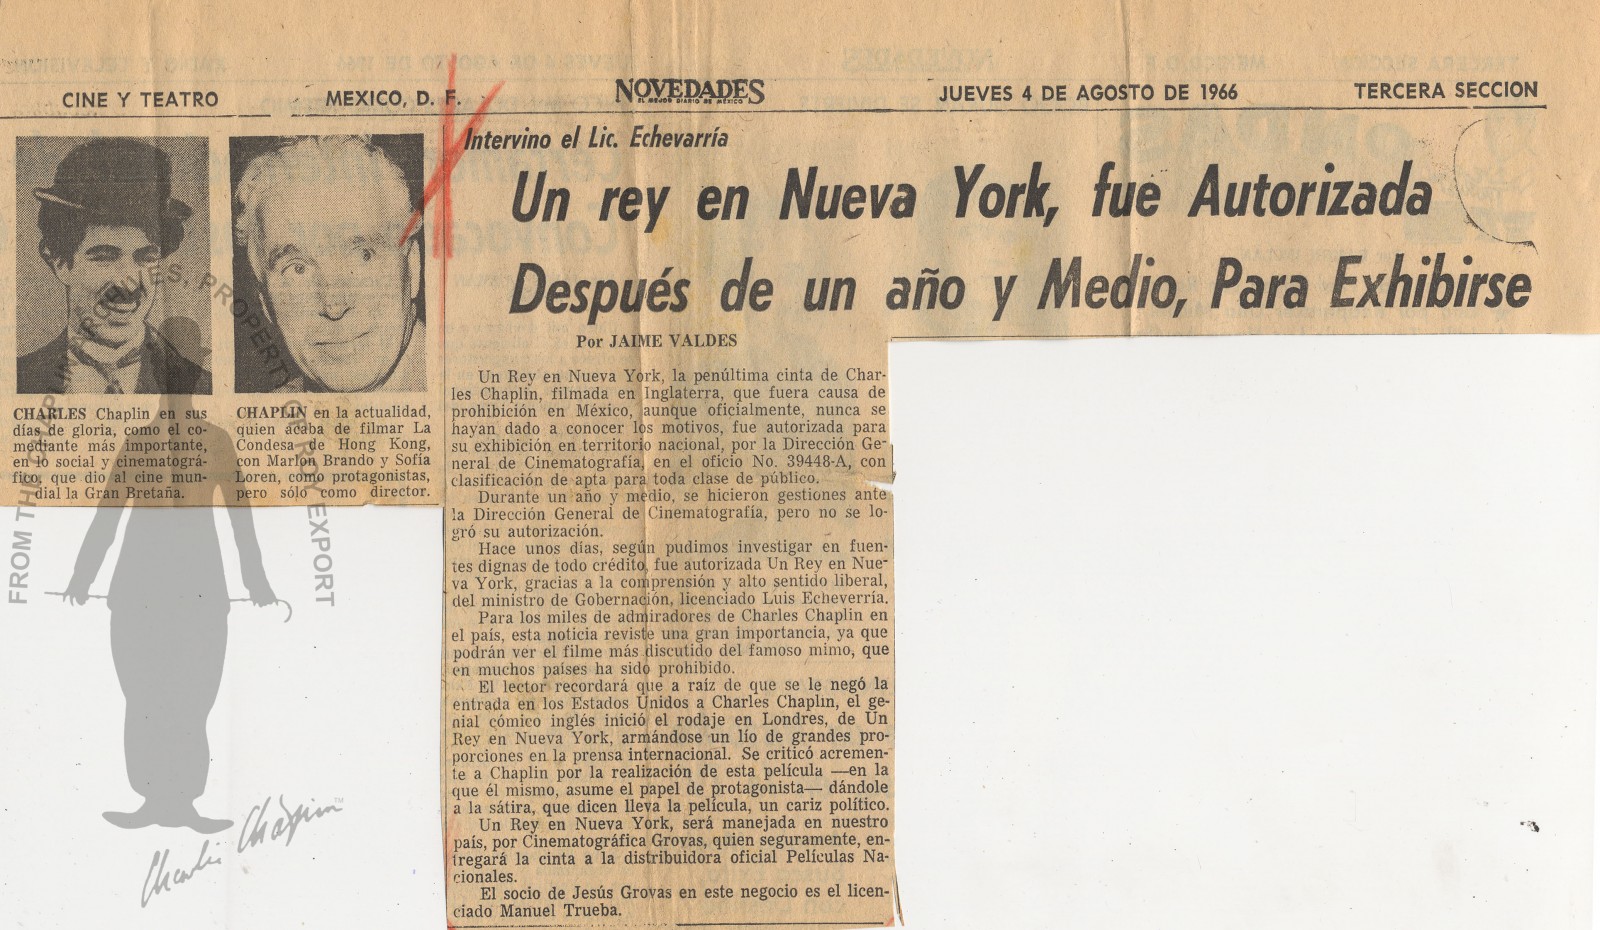 CINE Y TEATRO MEXICO, D. F. NOVEDADES JUEVES 4 DE AGOSTO DE 1966 TERCERA SECCION
EL MEJOR DIARIO DE MEXICO
CHARLES Chaplin en sus
días de gloria, como el co-
mediante más importante,
en lo social y cinematográ-
fico, que dio al cine mun-
dial la Gran Bretaña.
CHAPLIN en la actualidad,
quien acaba de filmar La
Condesa de Hong Kong,
con Marlon Brando y Sofía
Loren, como protagonistas,
pero sólo como director.
Intervino el Lic. Echevarría
Un rey en Nueva York, fue Autorizada
Después de un año y Medio, Para Exhibirse
Por JAIME VALDES
Un Rey en Nueva York, la penúltima cinta de Char-
les Chaplin, filmada en Inglaterra, que fuera causa de
prohibición en México, aunque oficialmente, nunca se
hayan dado a conocer los motivos, fue autorizada para
su exhibición en territorio nacional, por la Dirección Ge-
neral de Cinematografía, en el oficio No. 39448-A, con
clasificación de apta para toda clase de público.
Durante un año y medio, se hicieron gestiones ante
la Dirección General de Cinematografía, pero no se lo-
gró su autorización.
Hace unos días, según pudimos investigar en fuen-
tes dignas de todo crédito, fue autorizada Un Rey en Nue-
va York, gracias a la comprensión y alto sentido liberal,
del ministro de Gobernación, licenciado Luis Echeverría.
Para los miles de admiradores de Charles Chaplin en
el país, esta noticia reviste una gran importancia, ya que
podrán ver el filme más discutido del famoso mimo, que
en muchos países ha sido prohibido.
El lector recordará que a raíz de que se le negó la
entrada en los Estados Unidos a Charles Chaplin, el ge-
nial cómico inglés inició el rodaje en Londres, de Un
Rey en Nueva York, armándose un lío de grandes pro-
porciones en la prensa internacional. Se criticó acremen-
te a Chaplin por la realización de esta película —en la
que él mismo, asume el papel de protagonista— dándole
a la sátira, que dicen lleva la película, un cariz político.
Un Rey en Nueva York, será manejada en nuestro
país, por Cinematográfica Grovas, quien seguramente, en-
tregará la cinta a la distribuidora oficial Películas Na-
cionales.
El socio de Jesús Grovas en este negocio es el licen-
ciado Manuel Trueba.
FROM THE CHAPLIN ARCHIVES, PROPERTY OF ROY EXPORT
Charlie Chaplin™